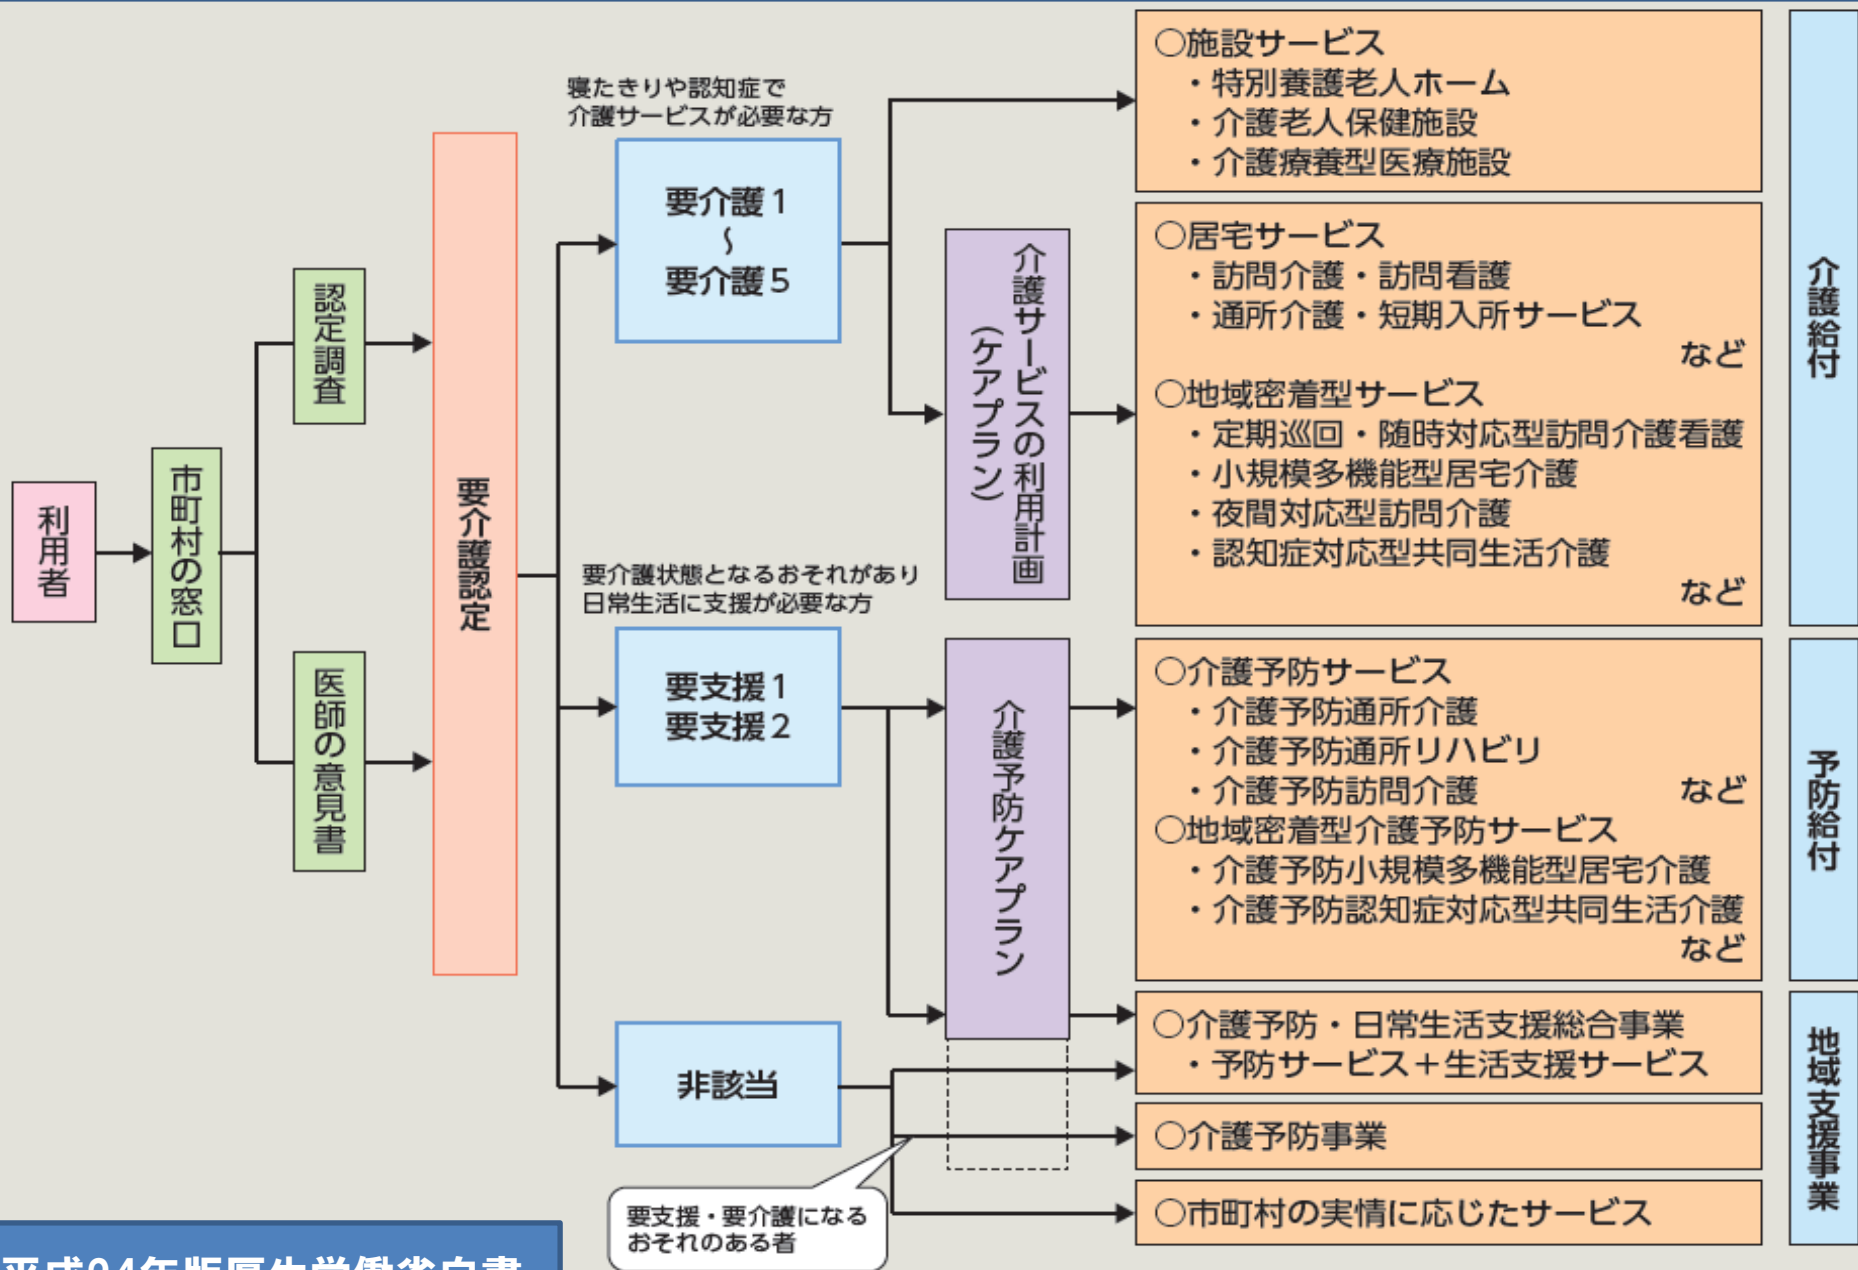 利用者
市町村の窓口
認定調査
医師の意見書
要介護認定
寝たきりや認知症で
介護サービスが必要な方
要介護1
〜
要介護5
要介護状態となるおそれがあり
日常生活に支援が必要な方
要支援1
要支援2
非該当
要支援・要介護になる
おそれのある者
介護サービスの利用計画
(ケアプラン)
介護予防ケアプラン
○施設サービス
・特別養護老人ホーム
・介護老人保健施設
・介護療養型医療施設
○居宅サービス
・訪問介護・訪問看護
・通所介護・短期入所サービス
など
○地域密着型サービス
・定期巡回・随時対応型訪問介護看護
・小規模多機能型居宅介護
・夜間対応型訪問介護
・認知症対応型共同生活介護
など
○介護予防サービス
・介護予防通所介護
・介護予防通所リハビリ
・介護予防訪問介護 など
○地域密着型介護予防サービス
・介護予防小規模多機能型居宅介護
・介護予防認知症対応型共同生活介護
など
○介護予防・日常生活支援総合事業
・予防サービス＋生活支援サービス
○介護予防事業
○市町村の実情に応じたサービス
介護給付
予防給付
地域支援事業
平成24年版厚生労働省白書